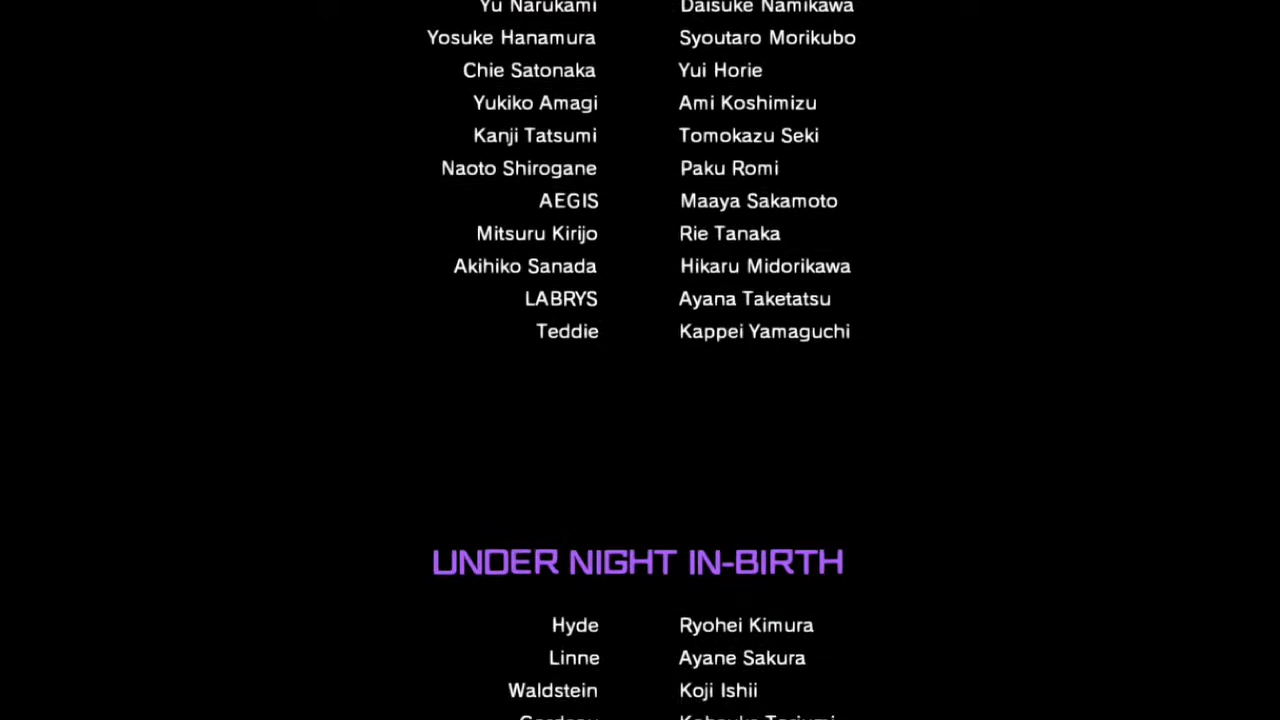 Yu Narukami Daisuke Namikawa
Yosuke Hanamura Syoutaro Morikubo
Chie Satonaka Yui Horie
Yukiko Amagi Ami Koshimizu
Kanji Tatsumi Tomokazu Seki
Naoto Shirogane Paku Romi
AEGIS Maaya Sakamoto
Mitsuru Kirijo Rie Tanaka
Akihiko Sanada Hikaru Midorikawa
LABRYS Ayana Taketatsu
Teddie Kappei Yamaguchi
UNDER NIGHT IN-BIRTH
Hyde Ryohei Kimura
Linne Ayane Sakura
Waldstein Koji Ishii